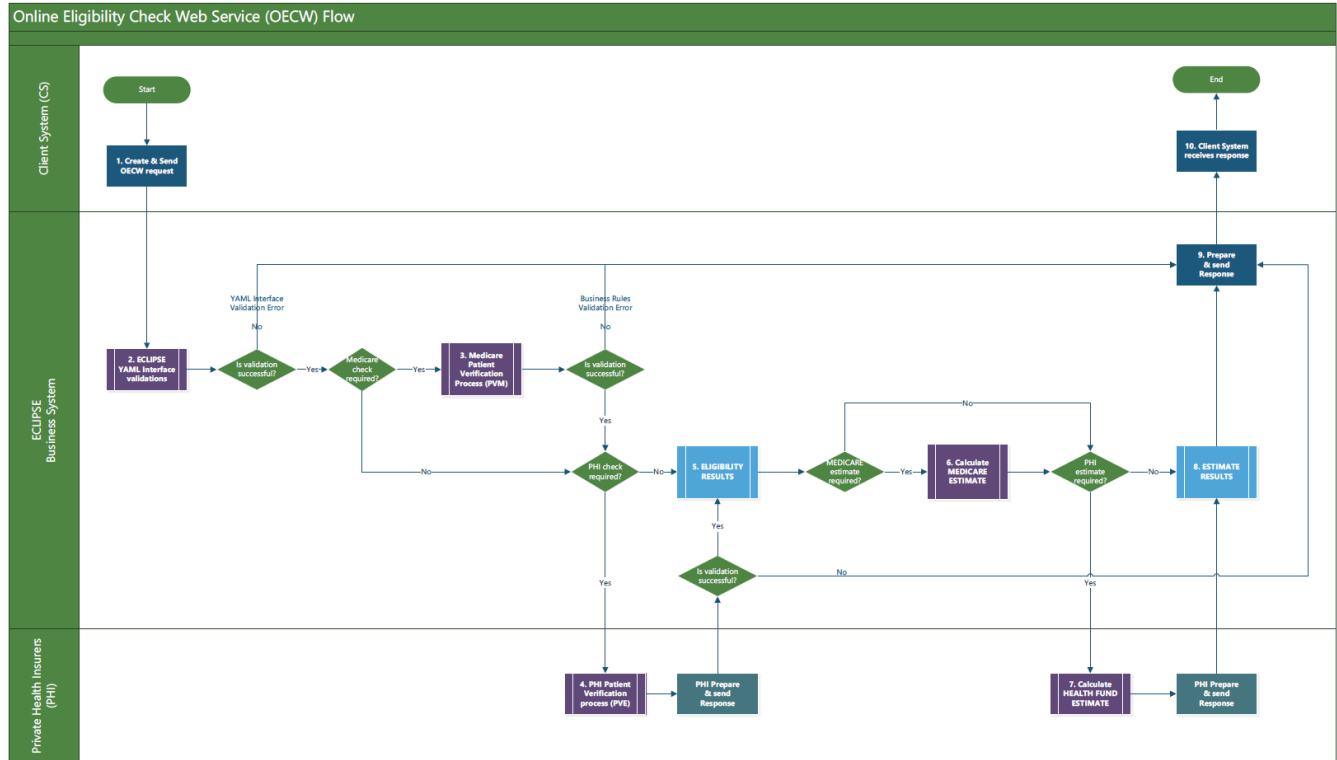 Online Eligibility Check Web Service (OECW) Flow
Client System (CS)
Start
End
1. Create & Send
OECW request
10. Client System
receives response
ECLIPSE
Business System
9. Prepare
& send
Response
YAML Interface
Validation Error
No
Business Rules
Validation Error
No
2. ECLIPSE
YAML Interface
validations
Is validation
successful?
Yes
Medicare
check
required?
Yes
3. Medicare
Patient
Verification
Process (PVM)
Is validation
successful?
Yes
No
No
PHI check
required?
No
5. ELIGIBILITY
RESULTS
MEDICARE
estimate
required?
Yes
6. Calculate
MEDICARE
ESTIMATE
PHI
estimate
required?
No
8. ESTIMATE
RESULTS
Yes
Is validation
successful?
No
Yes
Yes
Private Health Insurers
(PHI)
4. PHI Patient
Verification
process (PVE)
PHI Prepare
& send
Response
7. Calculate
HEALTH FUND
ESTIMATE
PHI Prepare
& send
Response